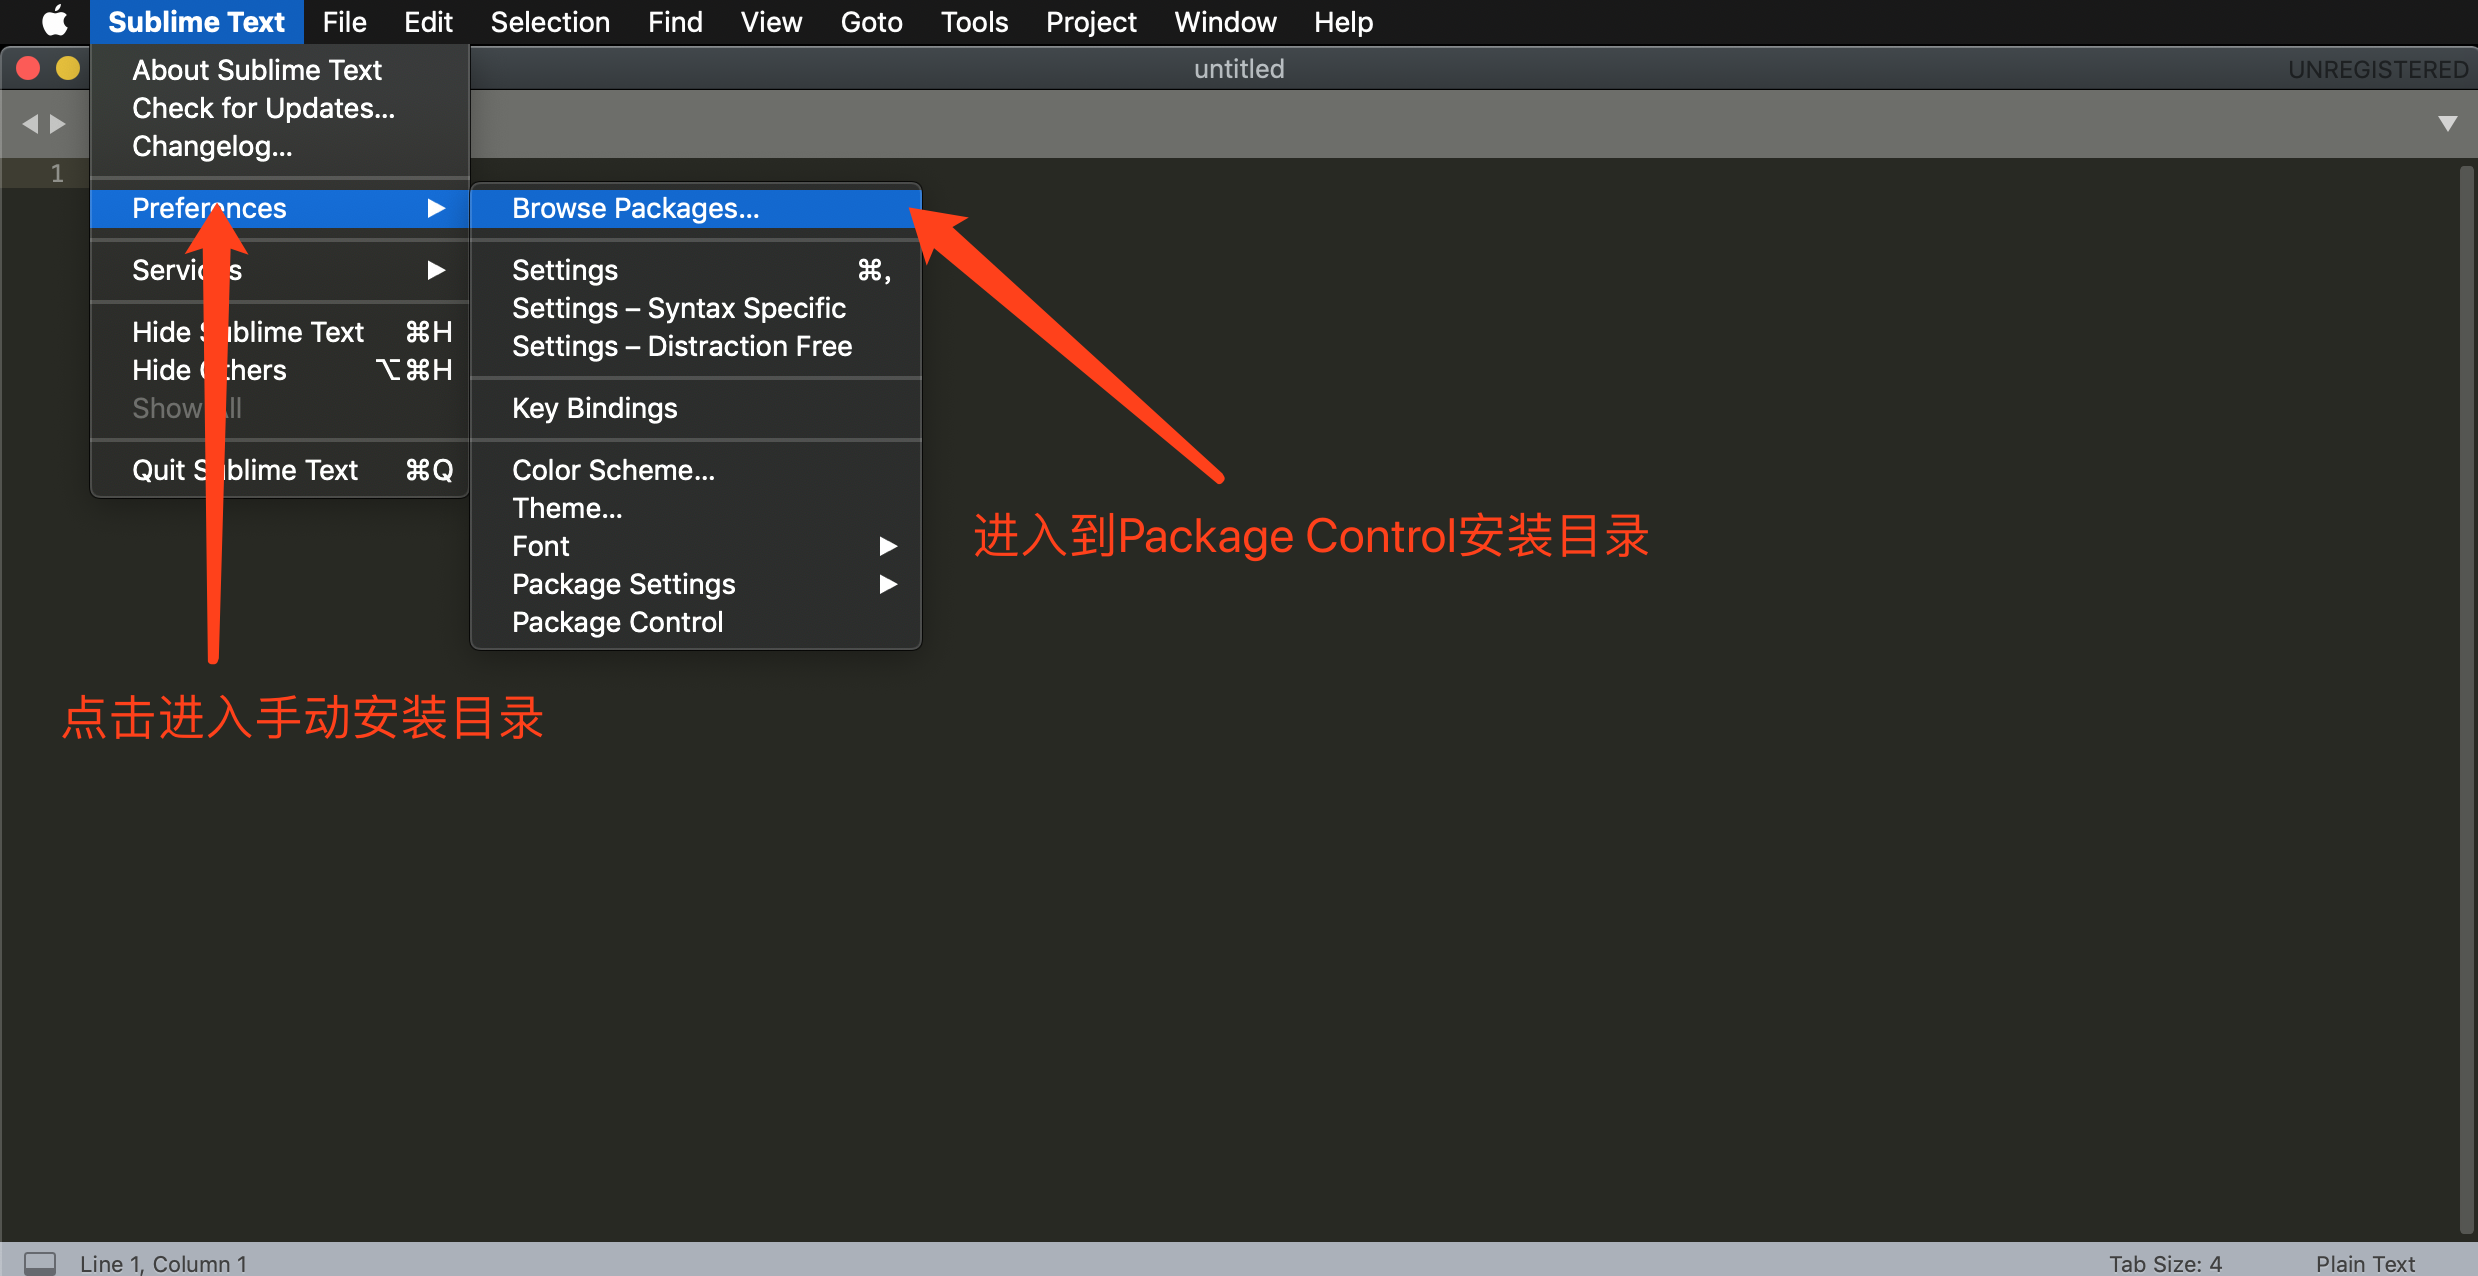 Sublime Text File Edit Selection Find View Goto Tools Project Window Help
untitled UNREGISTERED
About Sublime Text
Check for Updates...
Changelog...
1
Preferences
Services
Hide Sublime Text ⌘H
Hide Others ⌥⌘H
Show All
Quit Sublime Text ⌘Q
Browse Packages...
Settings ⌘,
Settings – Syntax Specific
Settings – Distraction Free
Key Bindings
Color Scheme...
Theme...
Font
Package Settings
Package Control
进入到Package Control安装目录
点击进入手动安装目录
Line 1, Column 1 Tab Size: 4 Plain Text